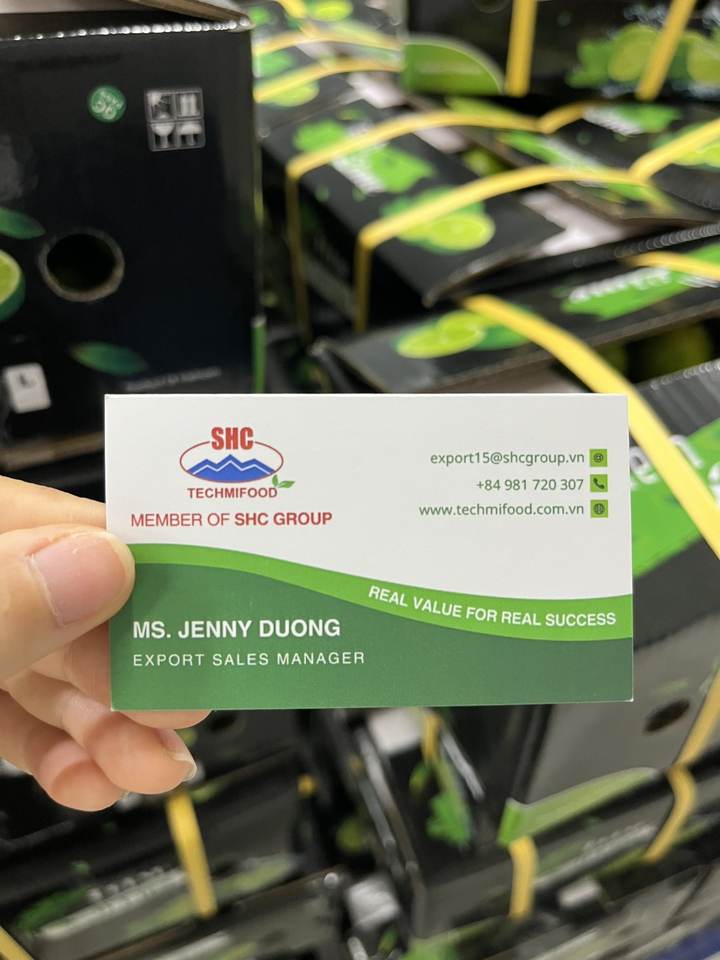 SHC
TECHMIFOOD
MEMBER OF SHC GROUP
export15@shcgroup.vn
+84 981 720 307
www.techmifood.com.vn
REAL VALUE FOR REAL SUCCESS
MS. JENNY DUONG
EXPORT SALES MANAGER
L